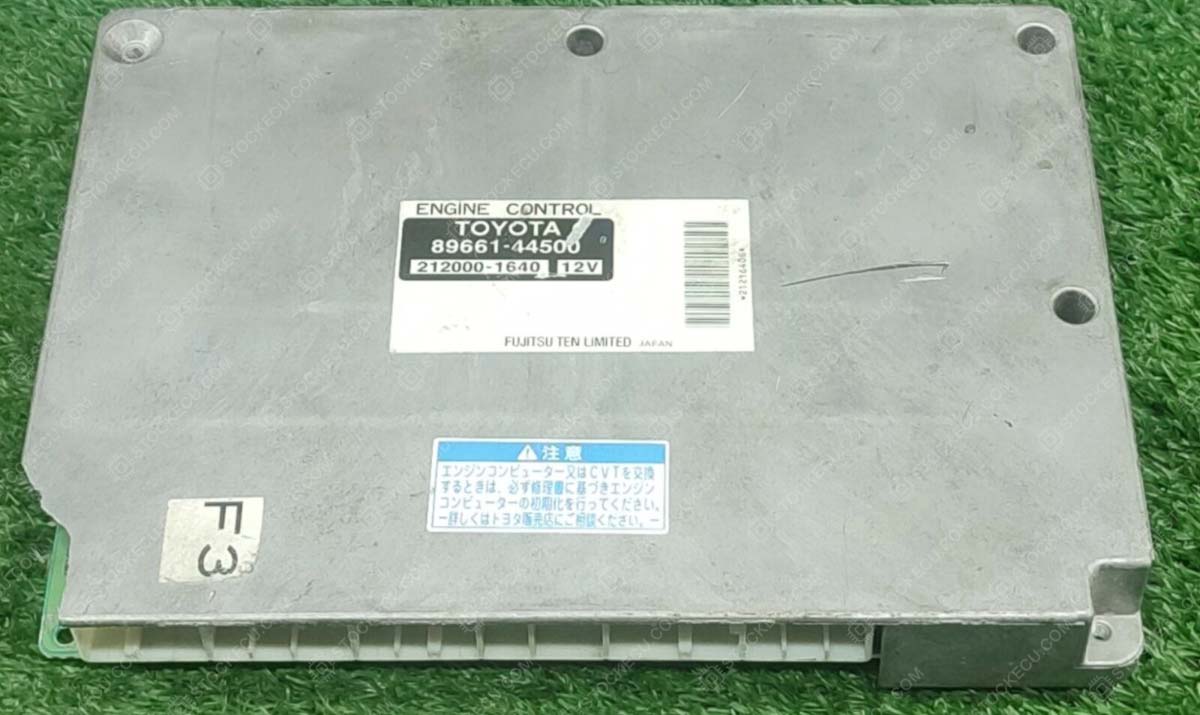 ENGINE CONTROL
TOYOTA
89661-44500
212000-1640 12V
FUJITSU TEN LIMITED JAPAN
⚠注意
エンジンコンピューター又はCVTを交換
するときは、必ず修理書に基づきエンジン
コンピューターの初期化を行ってください。
ー詳しくはトヨタ販売店にご相談ください。ー
F3
STOCKECU.COM